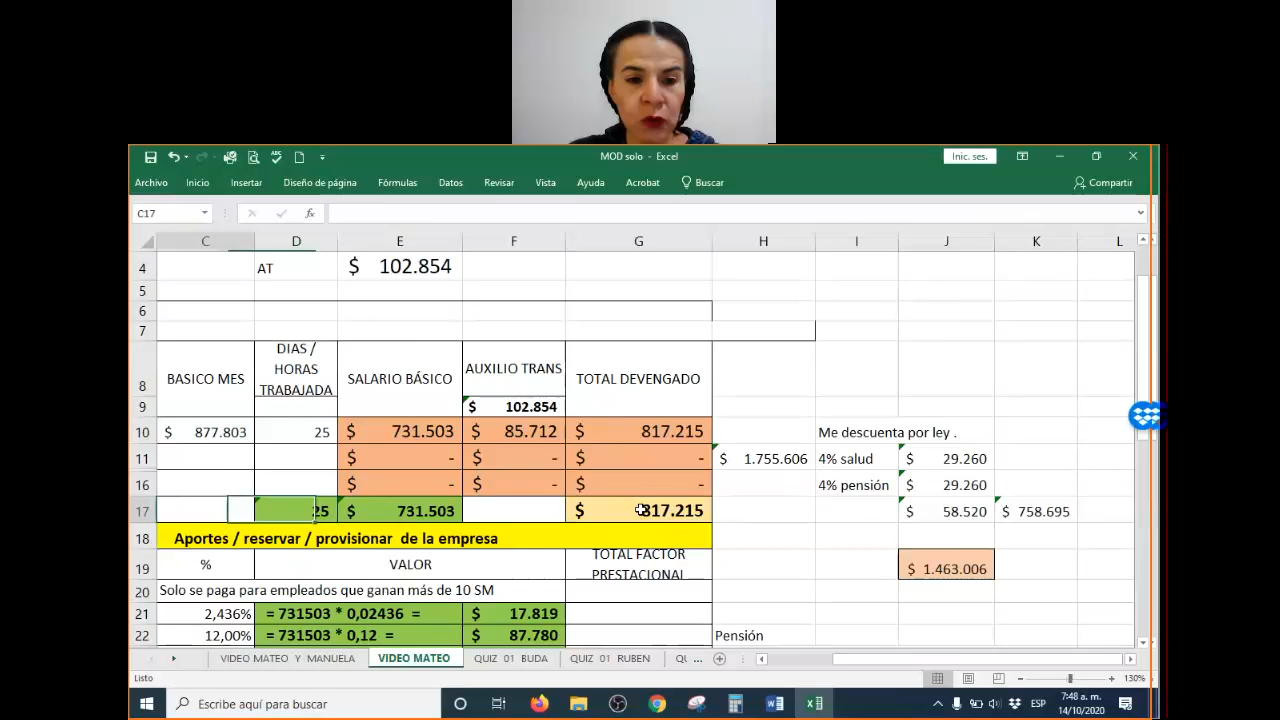 MOD solo - Excel
Inic. ses.
Archivo Inicio Insertar Diseño de página Fórmulas Datos Revisar Vista Ayuda Acrobat Buscar Compartir
C17 fx
C D E F G H I J K L
4 AT $ 102.854
5
6
7
8 BASICO MES DIAS / HORAS TRABAJADA SALARIO BÁSICO AUXILIO TRANS TOTAL DEVENGADO
9 $ 102.854
10 $ 877.803 25 $ 731.503 $ 85.712 $ 817.215 Me descuenta por ley .
11 $ - $ - $ - $ 1.755.606 4% salud $ 29.260
16 $ - $ - $ - 4% pensión $ 29.260
17 25 $ 731.503 $ 817.215 $ 58.520 $ 758.695
18 Aportes / reservar / provisionar de la empresa
19 % VALOR TOTAL FACTOR PRESTACIONAL $ 1.463.006
20 Solo se paga para empleados que ganan más de 10 SM
21 2,436% = 731503 * 0,02436 = $ 17.819
22 12,00% = 731503 * 0,12 = $ 87.780 Pensión
VIDEO MATEO Y MANUELA VIDEO MATEO QUIZ 01 BUDA QUIZ 01 RUBEN QU ...
Listo 130%
Escribe aquí para buscar ESP 7:48 a. m.
14/10/2020